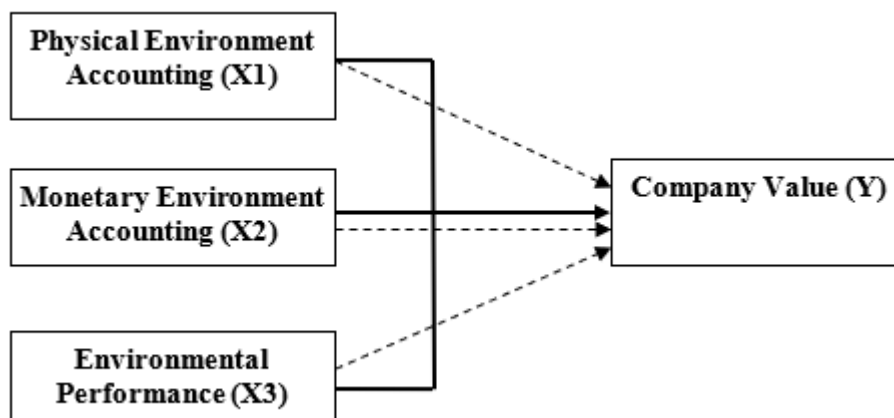 Physical Environment
Accounting (X1)
Monetary Environment
Accounting (X2)
Company Value (Y)
Environmental
Performance (X3)